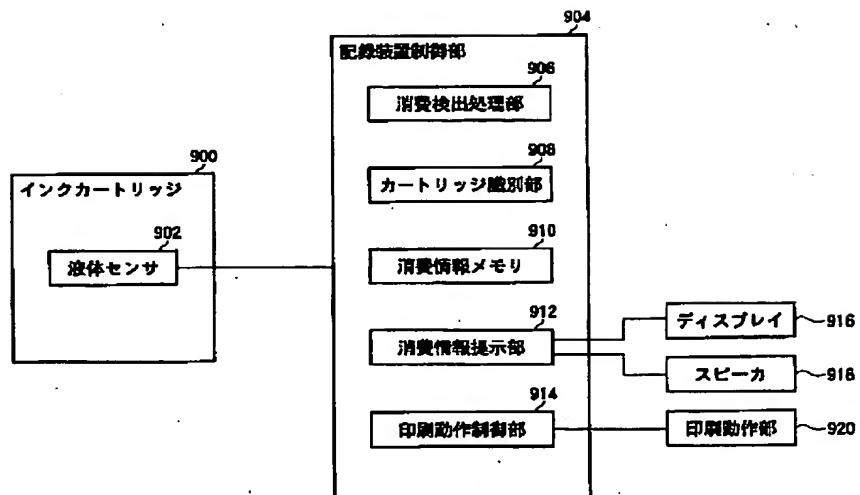 904
記録装置制御部
906
消費検出処理部
900
インクカートリッジ
908
カートリッジ識別部
902
液体センサ
910
消費情報メモリ
912
消費情報提示部
ディスプレイ
916
スピーカ
918
914
印刷動作制御部
印刷動作部
920